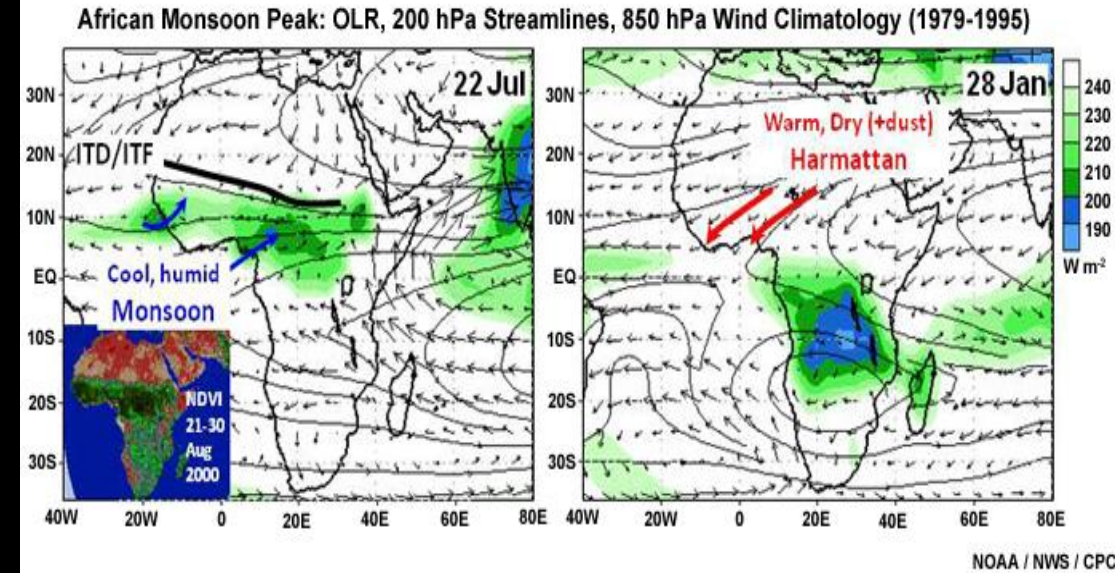 African Monsoon Peak: OLR, 200 hPa Streamlines, 850 hPa Wind Climatology (1979-1995)
22 Jul
ITD/ITF
Cool, humid
Monsoon
NDVI
21-30
Aug
2000
30N
20N
10N
EQ
10S
20S
30S
40W 20W 0 20E 40E 60E 80E
28 Jan
Warm, Dry (+dust)
Harmattan
30N
20N
10N
EQ
10S
20S
30S
40W 20W 0 20E 40E 60E 80E
240
230
220
210
200
190
W m-2
NOAA / NWS / CPC